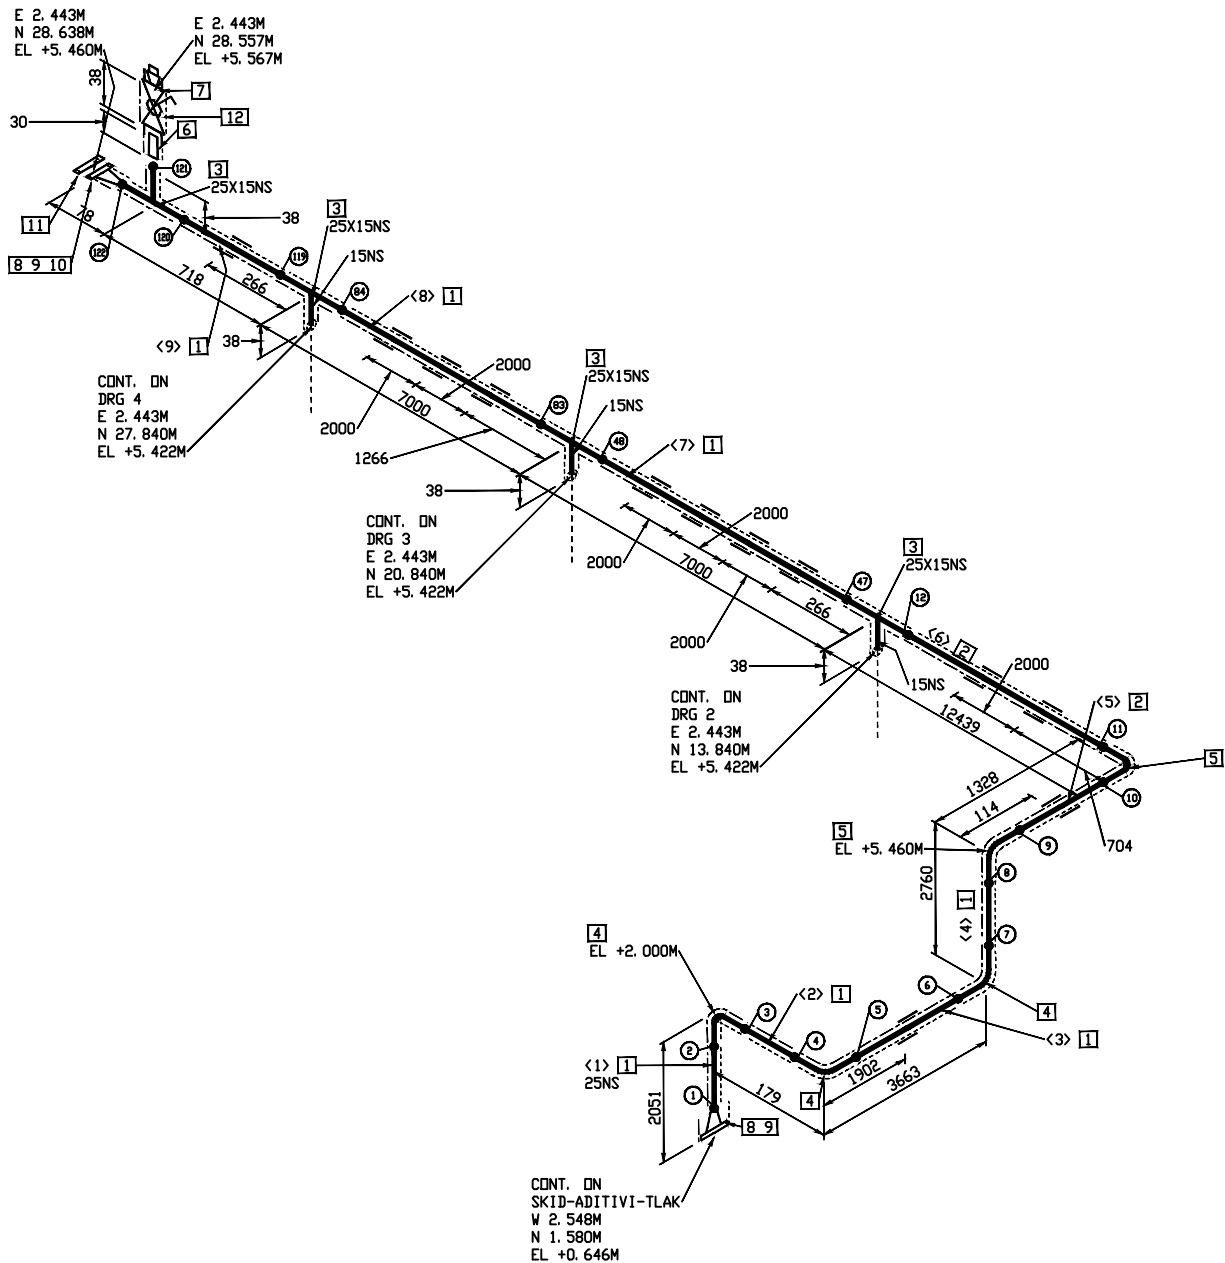 E 2.443M
N 28.638M
EL +5.460M
E 2.443M
N 28.557M
EL +5.567M
38
7
12
30
6
121
3
25X15NS
11
78
38
3
25X15NS
122
120
119
15NS
8 9 10
718
266
84
<8> 1
<9> 1
38
CONT. ON
DRG 4
E 2.443M
N 27.840M
EL +5.422M
2000
3
25X15NS
7000
83
15NS
2000
1266
48
<7> 1
38
CONT. ON
DRG 3
E 2.443M
N 20.840M
EL +5.422M
2000
3
25X15NS
2000
7000
47
12
266
<6> 2
2000
38
15NS
2000
CONT. ON
DRG 2
E 2.443M
N 13.840M
EL +5.422M
12439
<5> 2
11
5
1328
114
10
5
EL +5.460M
9
704
2760
8
<4> 1
7
4
EL +2.000M
<2> 1
6
3
4
5
4
<3> 1
2
<1> 1
25NS
1902
3663
179
4
1
2051
8 9
CONT. ON
SKID-ADITIVI-TLAK
W 2.548M
N 1.580M
EL +0.646M